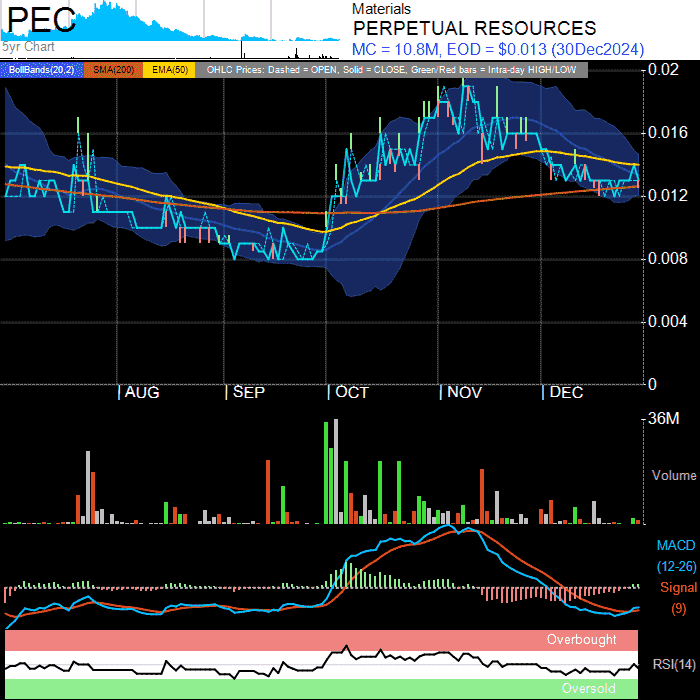 PEC
5yr Chart
Materials
PERPETUAL RESOURCES
MC = 10.8M, EOD = $0.013 (30Dec2024)
BollBands(20,2) SMA(200) EMA(50) OHLC Prices: Dashed = OPEN, Solid = CLOSE, Green/Red bars = Intra-day HIGH/LOW
0.02
0.016
0.012
0.008
0.004
0
AUG SEP OCT NOV DEC
36M
Volume
MACD
(12-26)
Signal
(9)
Overbought
RSI(14)
Oversold